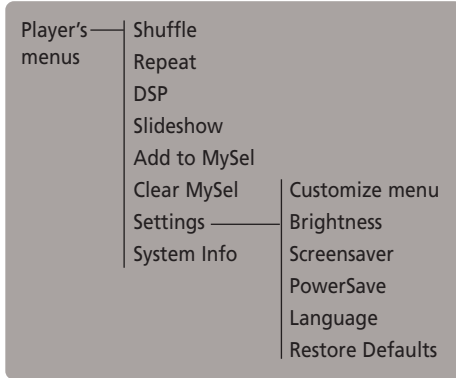 Player's menus
Shuffle
Repeat
DSP
Slideshow
Add to MySel
Clear MySel
Settings
System Info
Customize menu
Brightness
Screensaver
PowerSave
Language
Restore Defaults